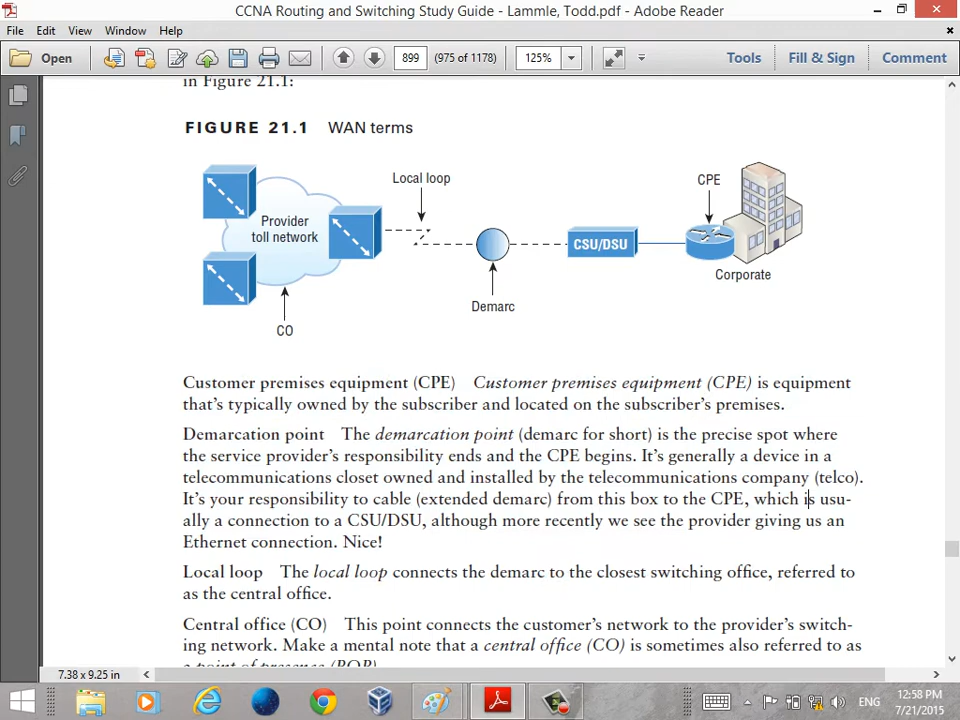 CCNA Routing and Switching Study Guide - Lammle, Todd.pdf - Adobe Reader
File Edit View Window Help
Open 899 (975 of 1178) 125% Tools Fill & Sign Comment
in Figure 21.1:
FIGURE 21.1 WAN terms
Local loop
CPE
Provider
toll network
CSU/DSU
Corporate
Demarc
CO
Customer premises equipment (CPE) Customer premises equipment (CPE) is equipment
that's typically owned by the subscriber and located on the subscriber's premises.
Demarcation point The demarcation point (demarc for short) is the precise spot where
the service provider's responsibility ends and the CPE begins. It's generally a device in a
telecommunications closet owned and installed by the telecommunications company (telco).
It's your responsibility to cable (extended demarc) from this box to the CPE, which is usu-
ally a connection to a CSU/DSU, although more recently we see the provider giving us an
Ethernet connection. Nice!
Local loop The local loop connects the demarc to the closest switching office, referred to
as the central office.
Central office (CO) This point connects the customer's network to the provider's switch-
ing network. Make a mental note that a central office (CO) is sometimes also referred to as
a point of presence (POP)
7.38 x 9.25 in
ENG
12:58 PM
7/21/2015